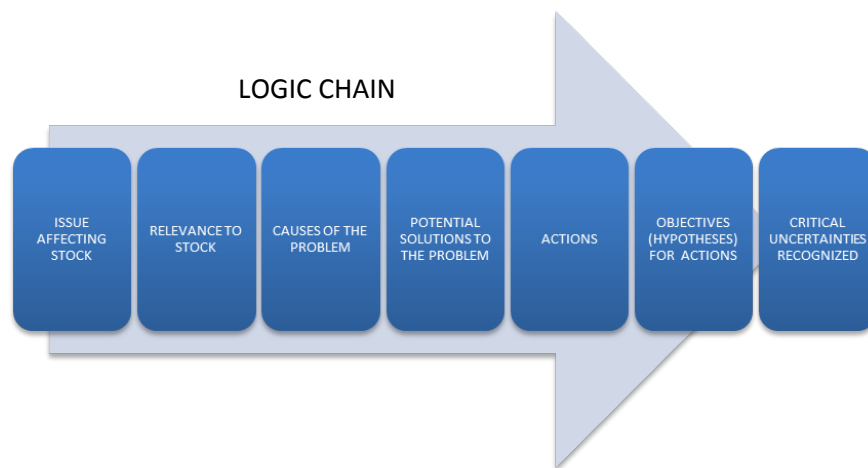 LOGIC CHAIN
ISSUE
AFFECTING
STOCK
RELEVANCE TO
STOCK
CAUSES OF THE
PROBLEM
POTENTIAL
SOLUTIONS TO
THE PROBLEM
ACTIONS
OBJECTIVES
(HYPOTHESES)
FOR ACTIONS
CRITICAL
UNCERTAINTIES
RECOGNIZED